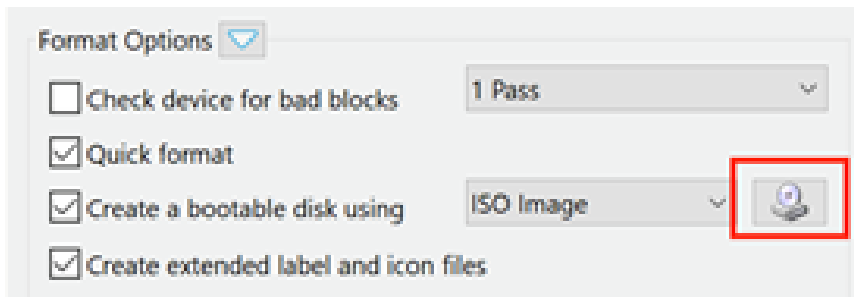 Format Options
Check device for bad blocks 1 Pass
Quick format
Create a bootable disk using ISO Image
Create extended label and icon files